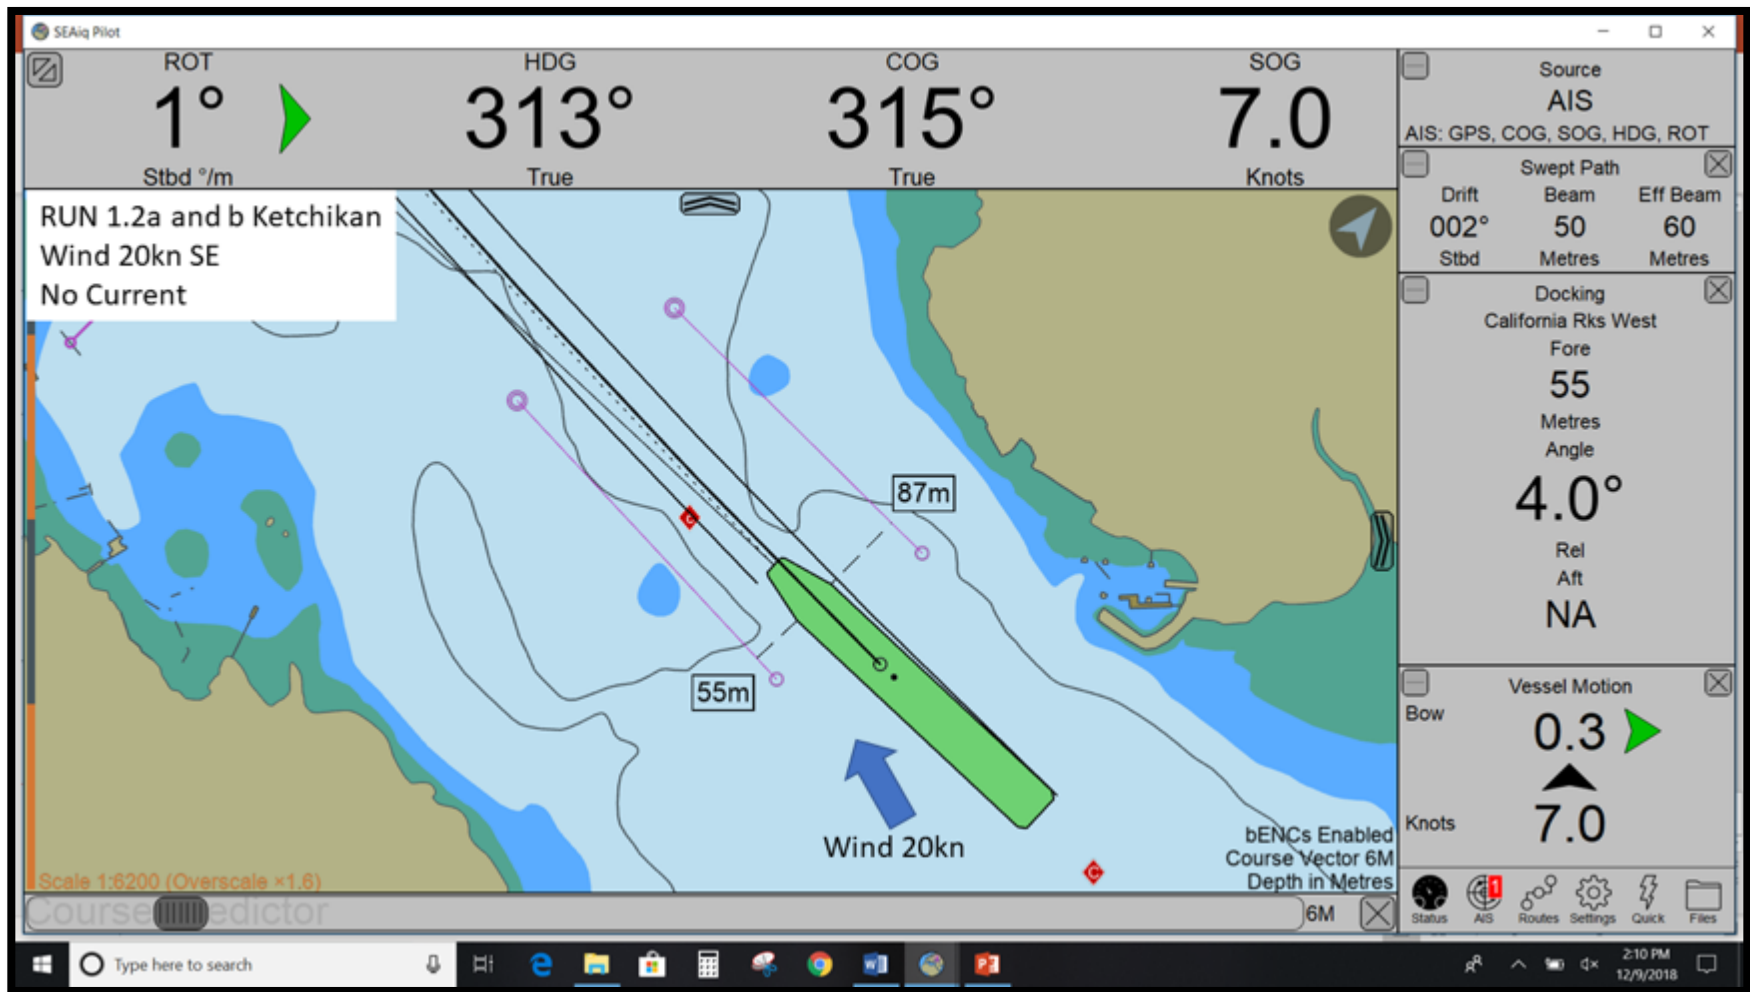 SEAiq Pilot
ROT
HDG
COG
SOG
1°
313°
315°
7.0
Stbd °/m
True
True
Knots
RUN 1.2a and b Ketchikan
Wind 20kn SE
No Current
87m
55m
Wind 20kn
bENCs Enabled
Course Vector 6M
Depth in Metres
Scale 1:6200 (Overscale ×1.6)
6M
Source
AIS
AIS: GPS, COG, SOG, HDG, ROT
Swept Path
Drift Beam Eff Beam
002° 50 60
Stbd Metres Metres
Docking
California Rks West
Fore
55
Metres
Angle
4.0°
Rel
Aft
NA
Vessel Motion
Bow
0.3
Knots 7.0
1
Status AIS Routes Settings Quick Files
Type here to search
2:10 PM
12/9/2018